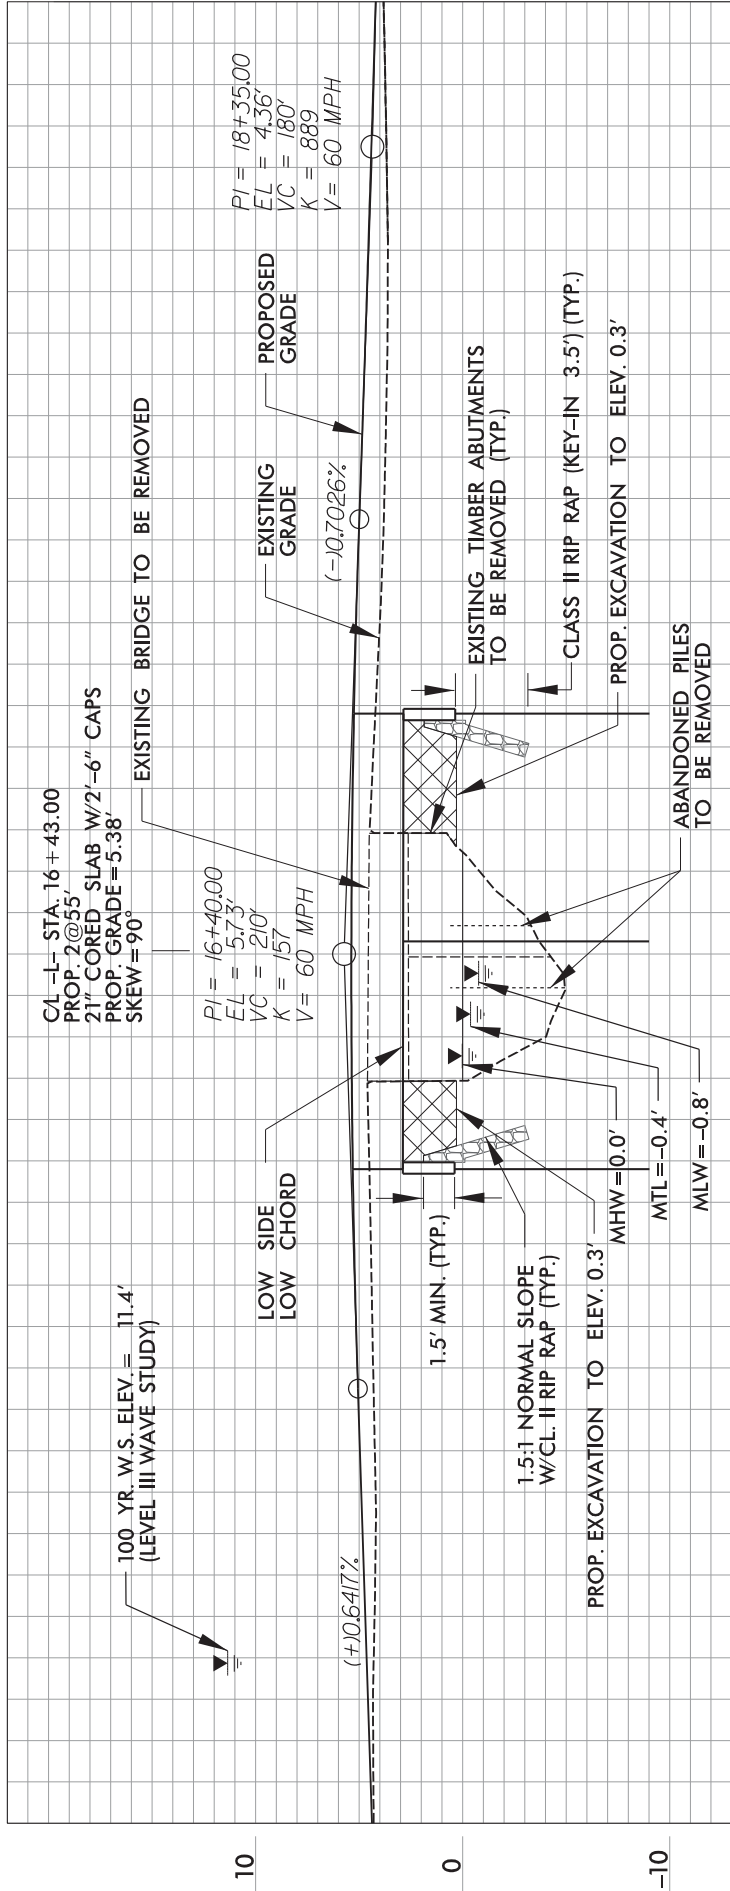 100 YR. W.S. ELEV. = 11.4'
(LEVEL III WAVE STUDY)
C/L -L- STA. 16+43.00
PROP. 2@55'
21" CORED SLAB W/2'-6" CAPS
PROP. GRADE=5.38'
SKEW=90°
EXISTING BRIDGE TO BE REMOVED
PI = 16+40.00
EL = 5.73'
VC = 210'
K = 157
V= 60 MPH
PI = 18+35.00
EL = 4.36'
VC = 180'
K = 889
V= 60 MPH
LOW SIDE
LOW CHORD
EXISTING
GRADE
PROPOSED
GRADE
(+)0.6417%
(-)0.7026%
1.5' MIN. (TYP.)
EXISTING TIMBER ABUTMENTS
TO BE REMOVED (TYP.)
1.5:1 NORMAL SLOPE
W/CL. II RIP RAP (TYP.)
CLASS II RIP RAP (KEY-IN 3.5') (TYP.)
PROP. EXCAVATION TO ELEV. 0.3'
PROP. EXCAVATION TO ELEV. 0.3'
MHW=0.0'
MTL=-0.4'
MLW=-0.8'
ABANDONED PILES
TO BE REMOVED
10
0
-10